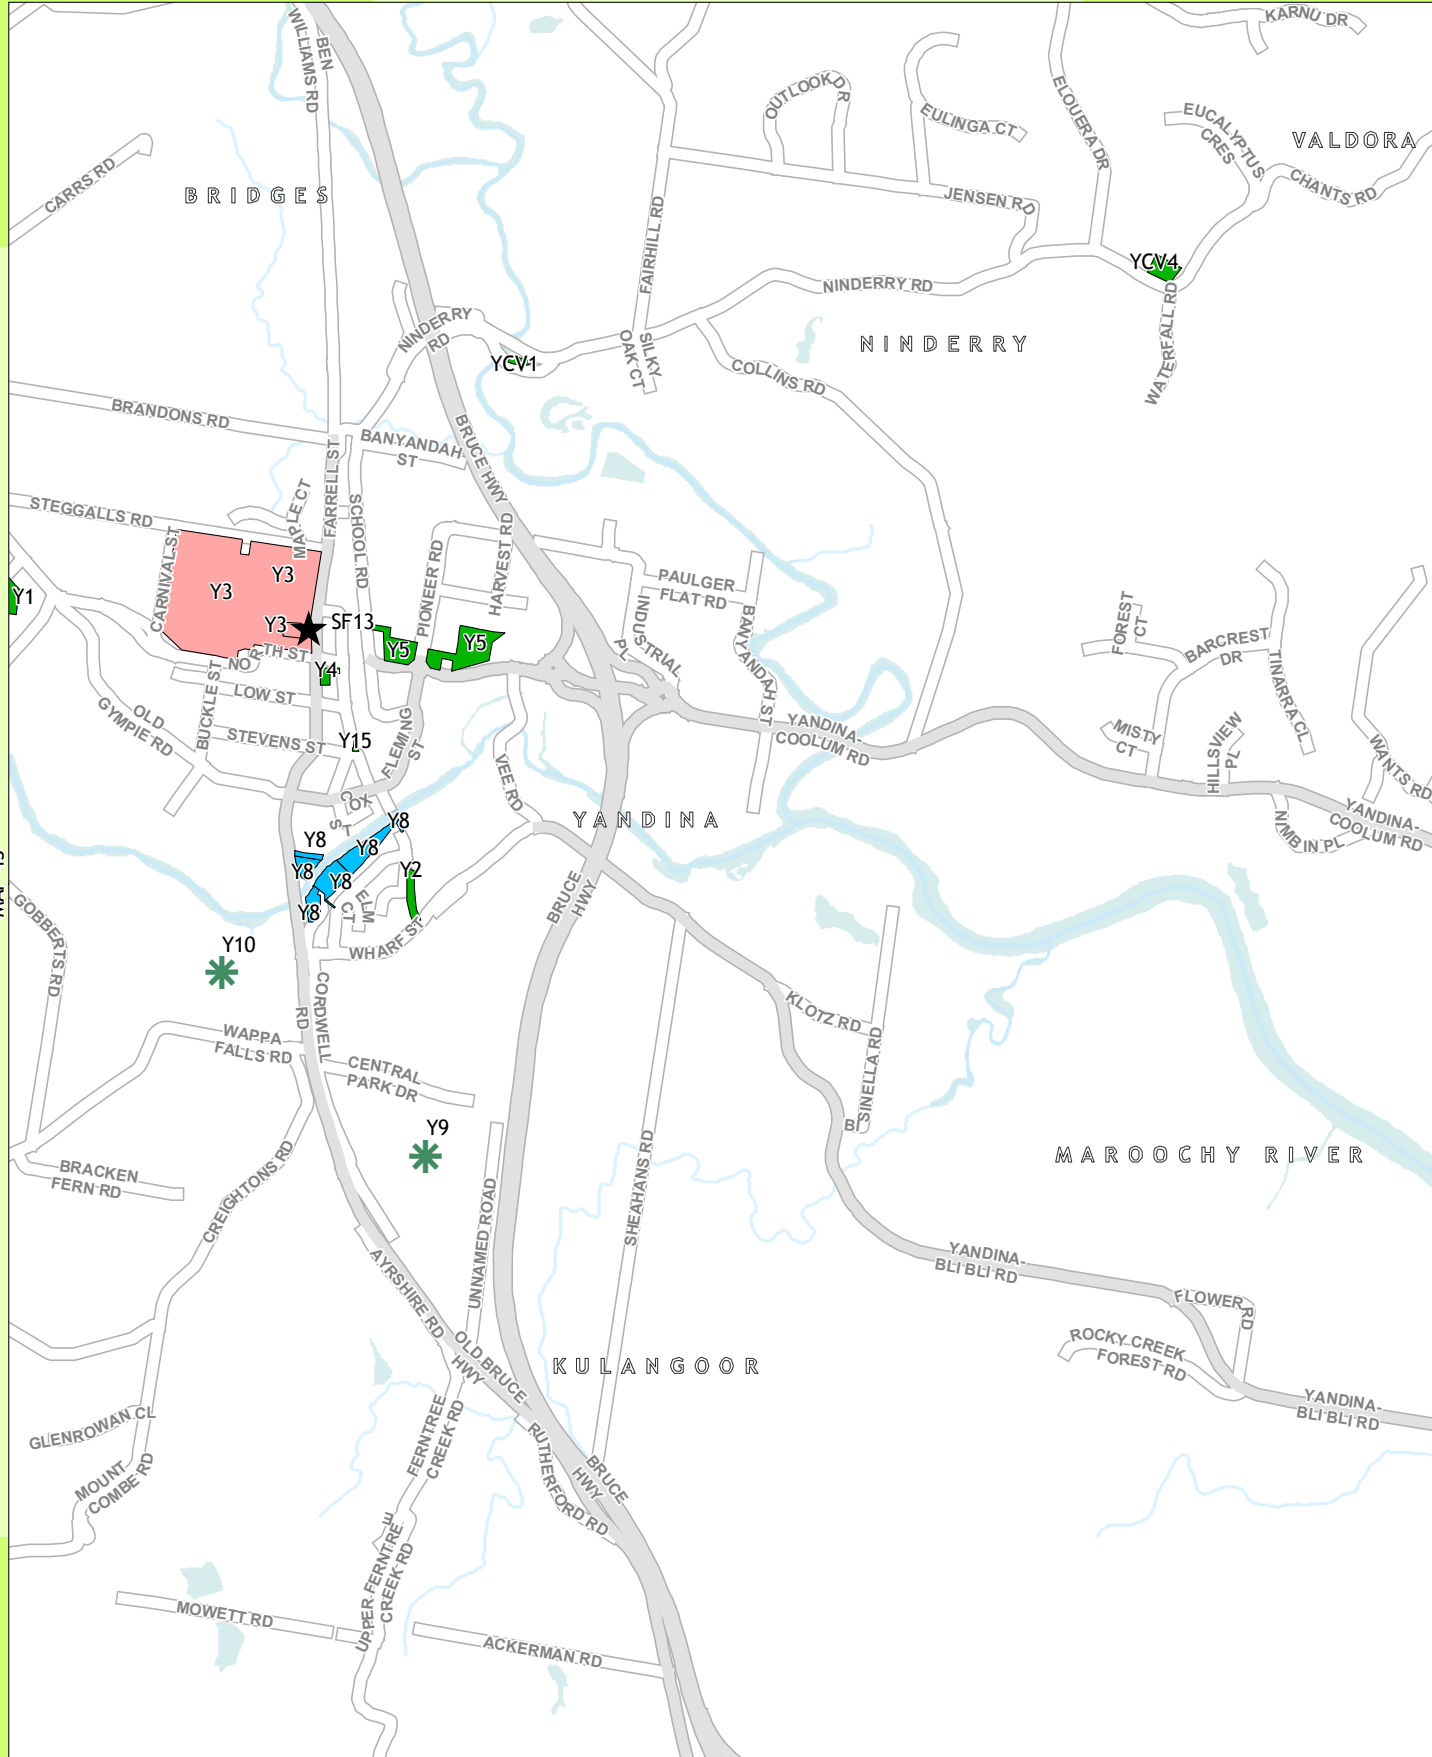 BEN
WILLIAMS RD
KARNU DR
OUTLOOK DR
EULINGA CT
ELOUERA DR
EUCALYPTUS
CRES
VALDORA
CHANTS RD
CARRS RD
BRIDGES
JENSEN RD
FAIRHILL RD
YCV4
NINDERRY RD
WATERFALL RD
NINDERRY
RD
NINDERRY
SILKY
OAK CT
YCV1
COLLINS RD
BRANDONS RD
BANYANDAH
ST
BRUCE HWY
FARRELL ST
STEGGALLS RD
MAPLE CT
SCHOOL RD
HARVEST RD
PIONEER RD
CARNIVAL ST
PAULGER
FLAT RD
INDUSTRIAL
PL
BANYANDAH ST
FOREST
CT
BARCREST
DR
TINARRA CL
Y1
Y3
Y3
Y3
SF13
Y5
Y5
NORTH ST
Y4
LOW ST
BUCKLE ST
OLD
GYMPIE RD
STEVENS ST
Y15
FLEMING
ST
YANDINA-
COOLUM RD
MISTY
CT
HILLSVIEW
PL
WANTS RD
VEE RD
COX
ST
YANDINA
NIMBIN PL
YANDINA-
COOLUM RD
Y8
Y8
Y8
Y8
Y8
Y8
Y2
ELM
CT
WHARF ST
BRUCE
HWY
GOBBERTS RD
Y10
CORDWELL
RD
KLOTZ RD
BISINELLA RD
WAPPA
FALLS RD
CENTRAL
PARK DR
Y9
MAROOCHY RIVER
BRACKEN
FERN RD
CREIGHTONS RD
SHEAHANS RD
UNNAMED ROAD
YANDINA-
BLI BLI RD
AYRSHIRE RD
FLOWER RD
ROCKY CREEK
FOREST RD
OLD BRUCE
HWY
KULANGOOR
YANDINA-
BLI BLI RD
GLENROWAN CL
FERNTREE
CREEK RD
MOUNT
COMBE RD
RUTHERFORD RD
BRUCE
HWY
UPPER FERNTREE
CREEK RD
MOWETT RD
ACKERMAN RD